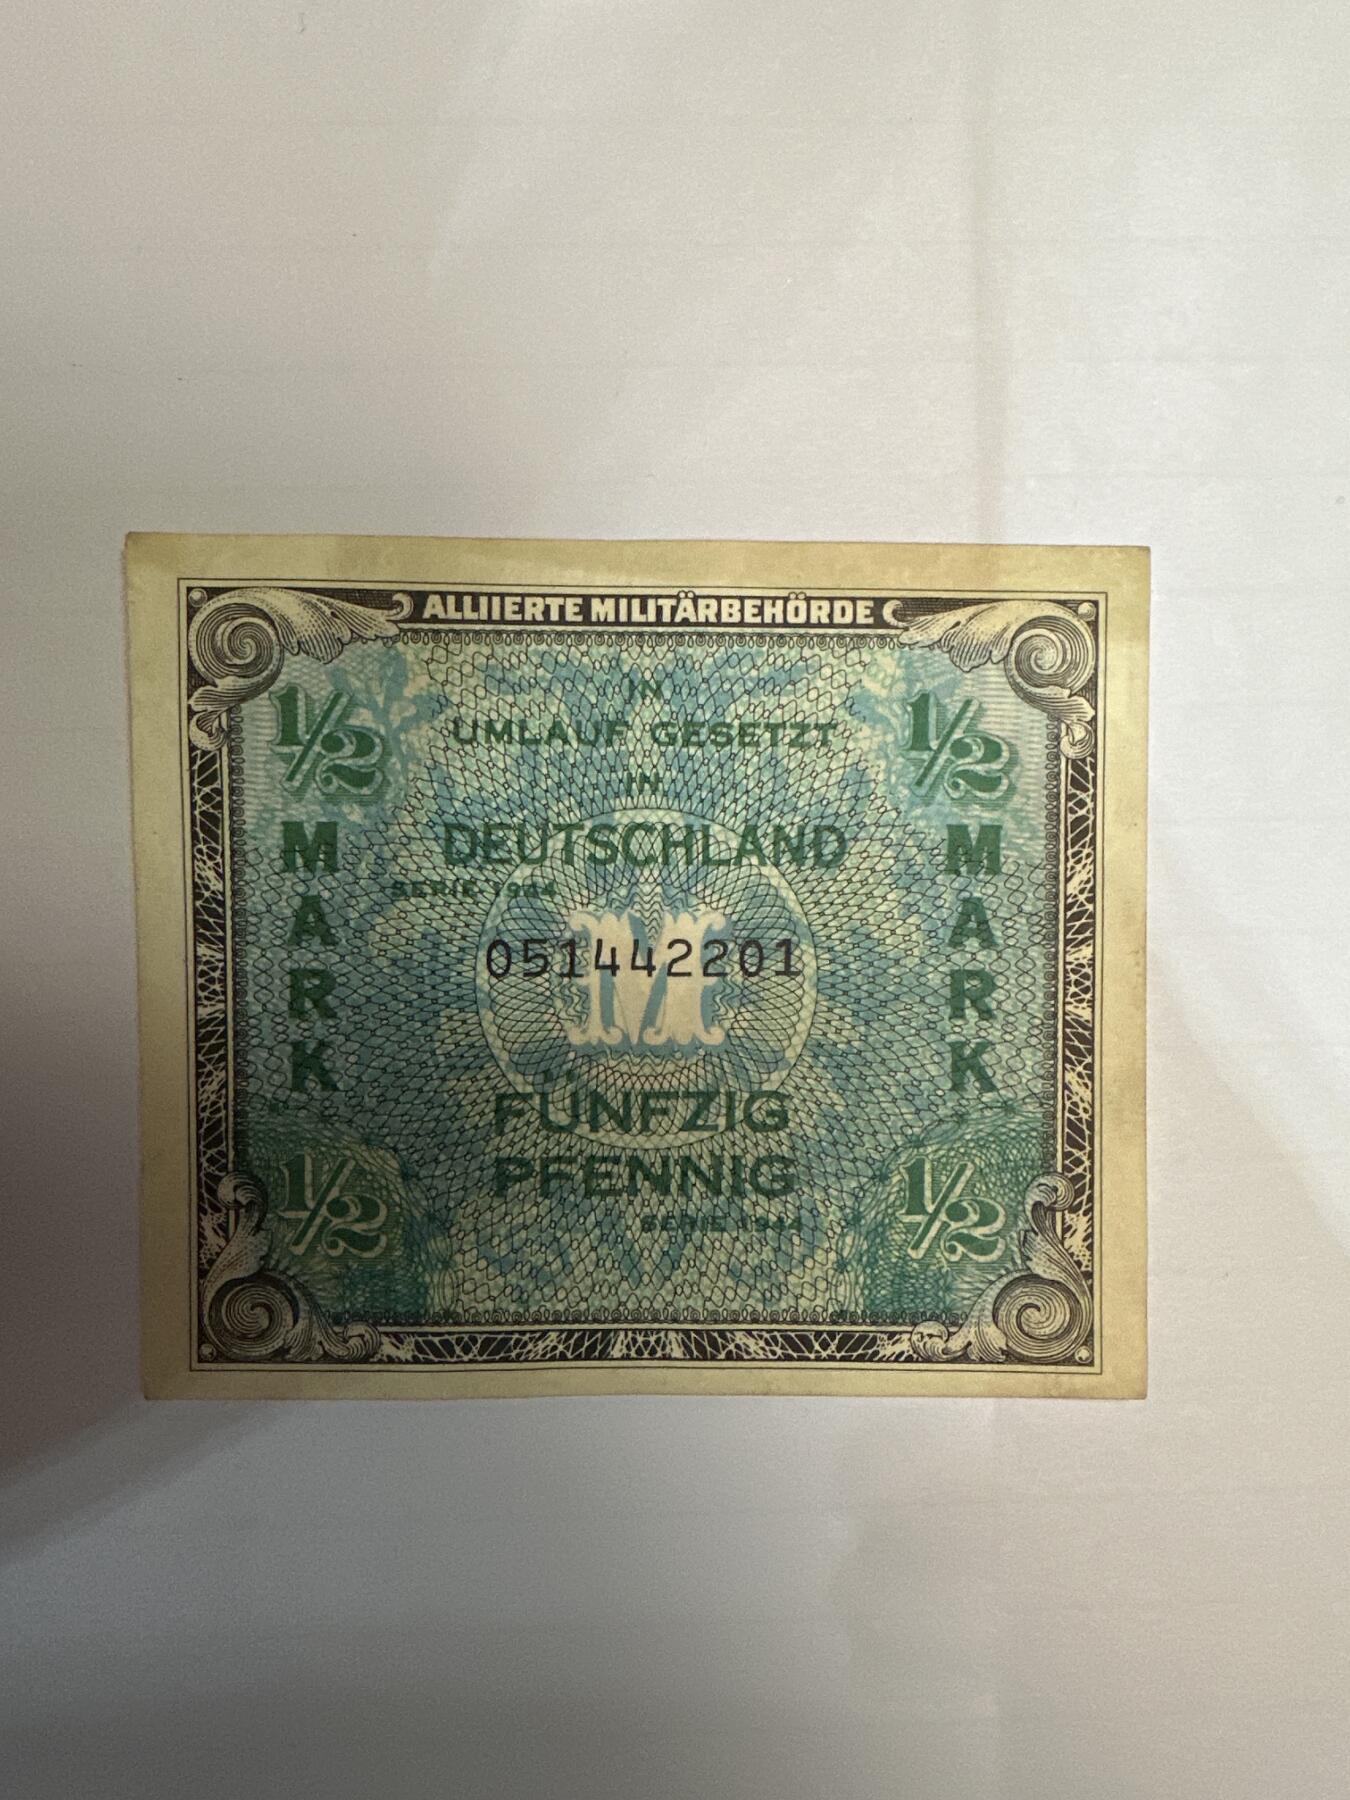 ALLIIERTE MILITÄRBEHÖRDE
IN
UMLAUF GESETZT
IN
DEUTSCHLAND
SERIE 1944
1/2
MARK
1/2
MARK
051442201
M
FÜNFZIG
PFENNIG
SERIE 1944
1/2
1/2